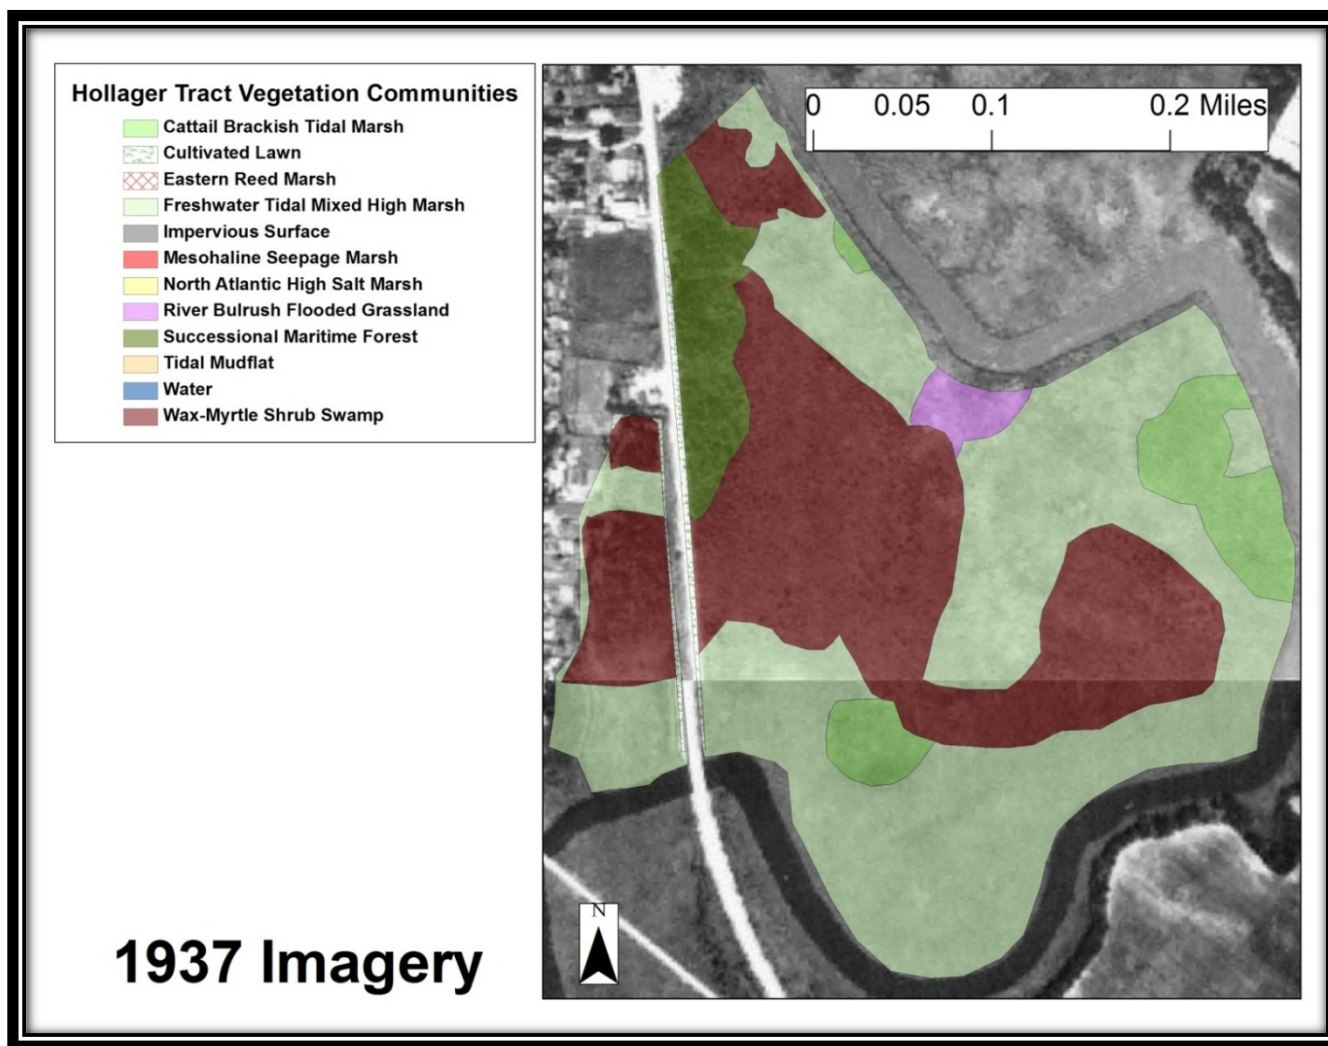 Hollager Tract Vegetation Communities
Cattail Brackish Tidal Marsh
Cultivated Lawn
Eastern Reed Marsh
Freshwater Tidal Mixed High Marsh
Impervious Surface
Mesohaline Seepage Marsh
North Atlantic High Salt Marsh
River Bulrush Flooded Grassland
Successional Maritime Forest
Tidal Mudflat
Water
Wax-Myrtle Shrub Swamp
0 0.05 0.1 0.2 Miles
N
1937 Imagery